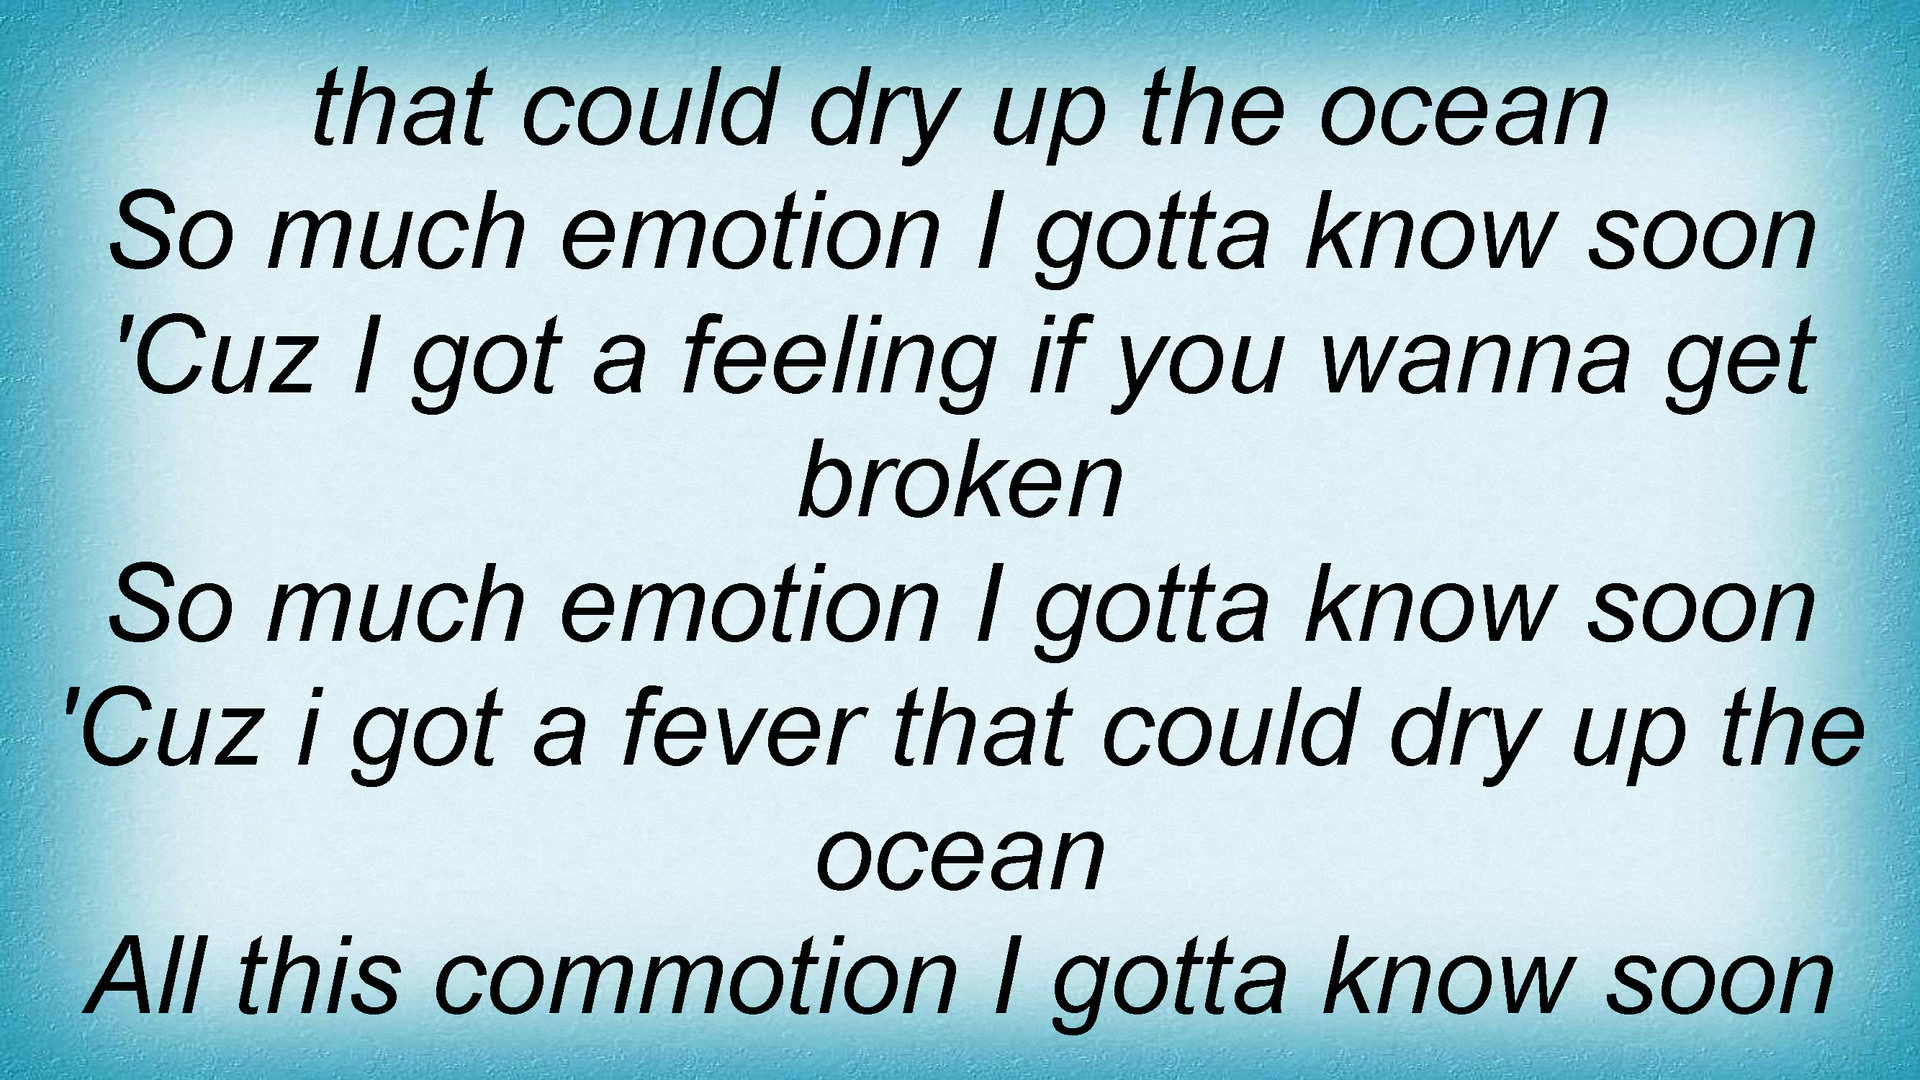 that could dry up the ocean
So much emotion I gotta know soon
'Cuz I got a feeling if you wanna get
broken
So much emotion I gotta know soon
'Cuz i got a fever that could dry up the
ocean
All this commotion I gotta know soon